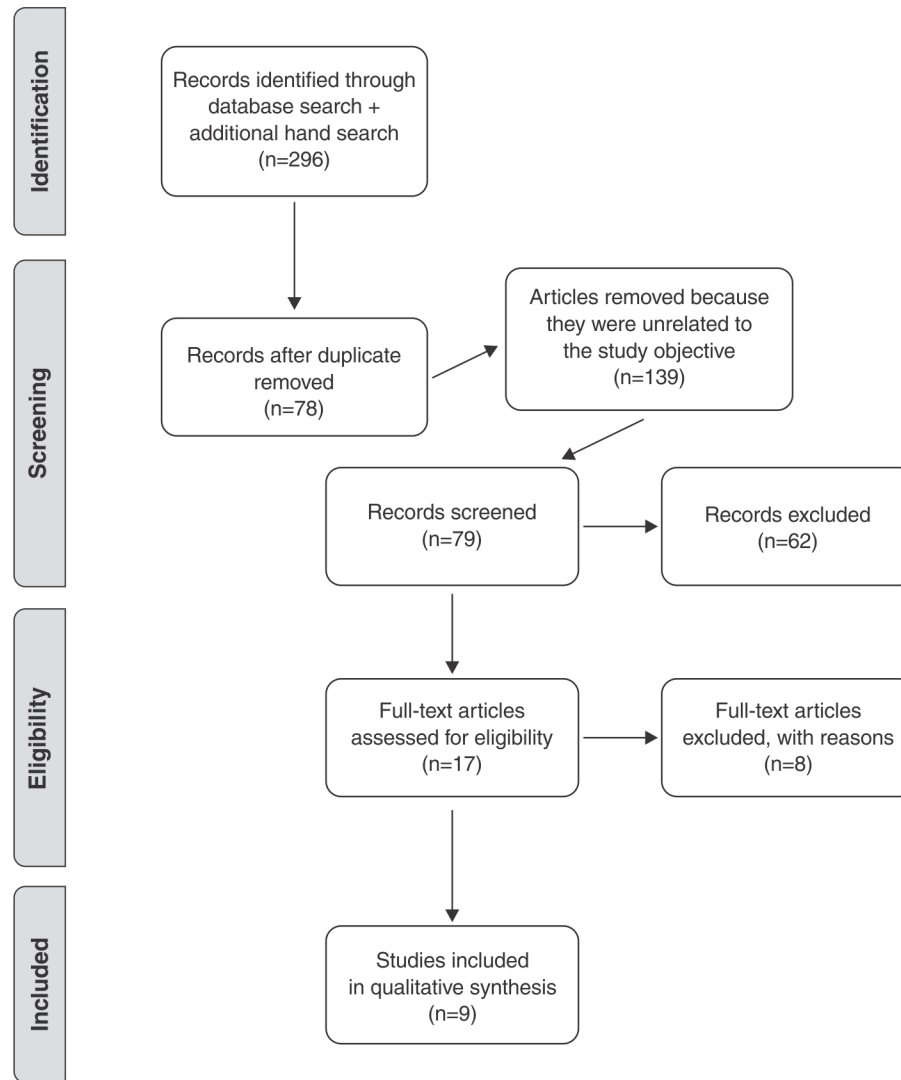 Identification
Records identified through
database search +
additional hand search
(n=296)
Screening
Records after duplicate
removed
(n=78)
Articles removed because
they were unrelated to
the study objective
(n=139)
Records screened
(n=79)
Records excluded
(n=62)
Eligibility
Full-text articles
assessed for eligibility
(n=17)
Full-text articles
excluded, with reasons
(n=8)
Included
Studies included
in qualitative synthesis
(n=9)